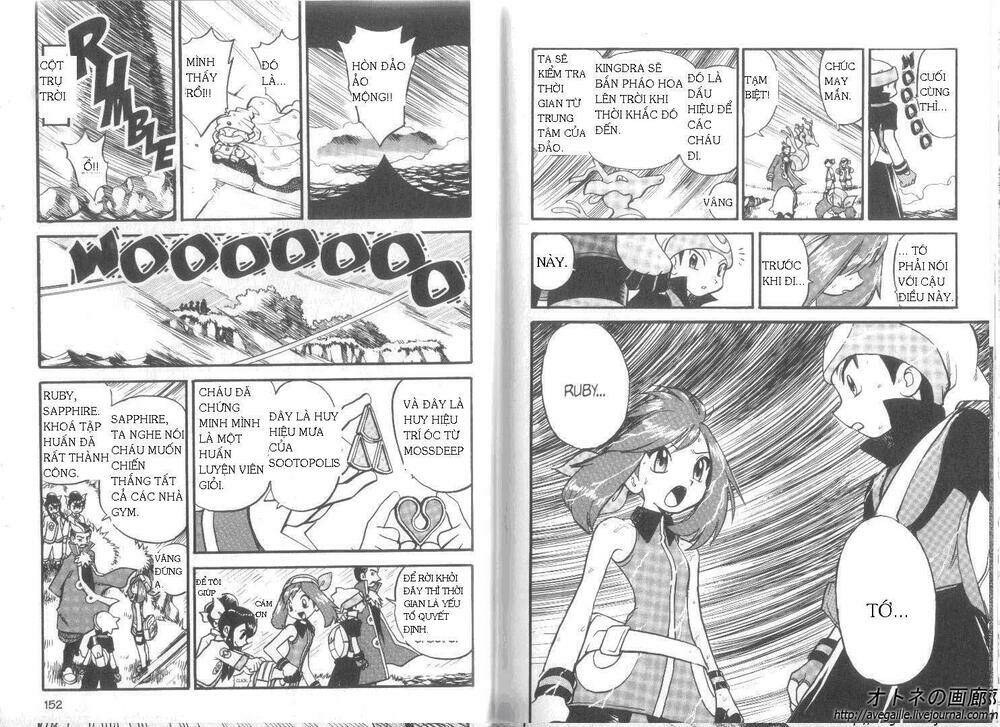 CỘT
TRỤ
TRỜI
RUMBLE
Ồ!!
MÌNH
THẤY
RỒI!!
ĐÓ
LÀ...
HÒN ĐẢO
ẢO
MỘNG!!
WOOOOOOO
RUBY,
SAPPHIRE.
KHOÁ TẬP
HUẤN ĐÃ
RẤT THÀNH
CÔNG.
SAPPHIRE,
TA NGHE NÓI
CHÁU MUỐN
CHIẾN
THẮNG TẤT
CẢ CÁC NHÀ
GYM.
VÂNG
ĐÚNG
Ạ.
CHÁU ĐÃ
CHỨNG
MINH MÌNH
LÀ MỘT
HUẤN
LUYỆN VIÊN
GIỎI.
ĐÂY LÀ HUY
HIỆU MƯA
CỦA
SOOTOPOLIS
VÀ ĐÂY LÀ
HUY HIỆU
TRÍ ÓC TỪ
MOSSDEEP
ĐỂ TÔI
GIÚP
CÁM
ƠN
CLICK
ĐỂ RỜI KHỎI
ĐÂY THÌ THỜI
GIAN LÀ YẾU
TỐ QUYẾT
ĐỊNH.
152
TA SẼ
KIỂM TRA
THỜI
GIAN TỪ
TRUNG
TÂM CỦA
ĐẢO.
KINGDRA SẼ
BẮN PHÁO HOA
LÊN TRỜI KHI
THỜI KHẮC ĐÓ
ĐẾN.
ĐÓ LÀ
DẤU
HIỆU ĐỂ
CÁC
CHÁU
ĐI.
VÂNG
TẠM
BIỆT!
CHÚC
MAY
MẮN.
WOOOOO
CUỐI
CÙNG
THÌ...
NÀY.
TRƯỚC
KHI ĐI...
... TỚ
PHẢI NÓI
VỚI CẬU
ĐIỀU NÀY.
RUBY...
TỚ...
オトネの画廊
http://avegaille.livejournal.com/